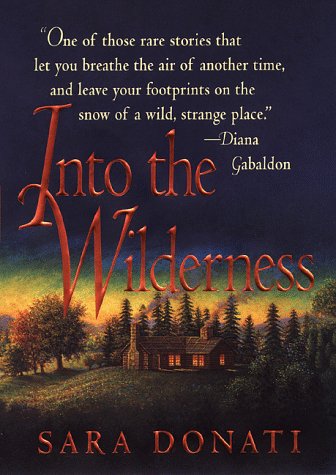 "One of those rare stories that
let you breathe the air of another time,
and leave your footprints on the
snow of a wild, strange place."
—Diana
Gabaldon
Into the
Wilderness
SARA DONATI